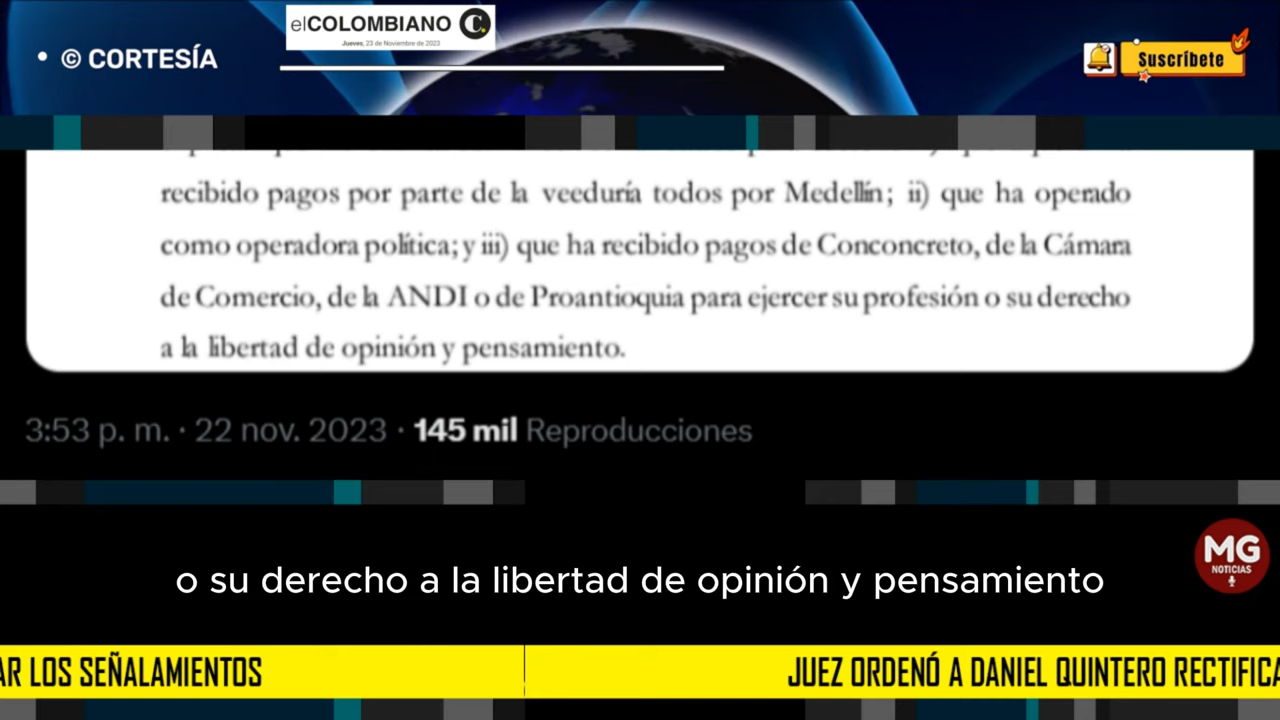 • © CORTESÍA
elCOLOMBIANO C.
Jueves, 23 de Noviembre de 2023
Suscríbete
recibido pagos por parte de la veeduría todos por Medellín; ii) que ha operado
como operadora política; y iii) que ha recibido pagos de Conconcreto, de la Cámara
de Comercio, de la ANDI o de Proantioquia para ejercer su profesión o su derecho
a la libertad de opinión y pensamiento.
3:53 p. m. · 22 nov. 2023 · 145 mil Reproducciones
MG
NOTICIAS
o su derecho a la libertad de opinión y pensamiento
AR LOS SEÑALAMIENTOS
JUEZ ORDENÓ A DANIEL QUINTERO RECTIFICA